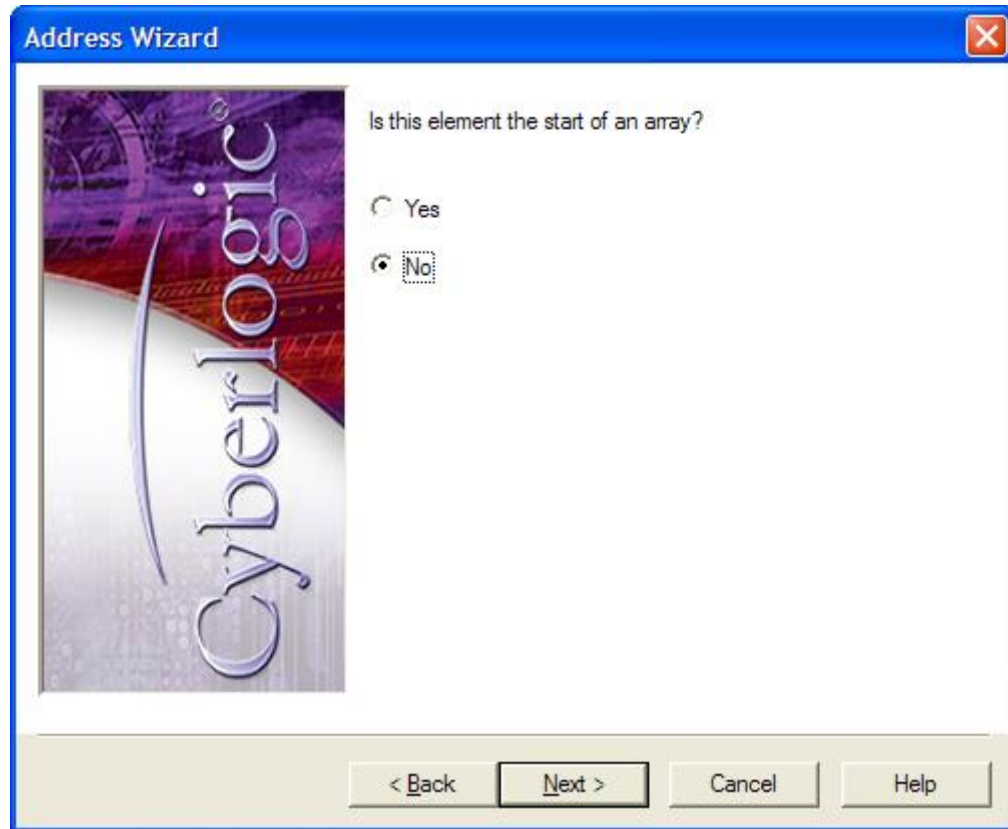 Address Wizard
Cyberlogic®
Is this element the start of an array?
Yes
No
< Back
Next >
Cancel
Help